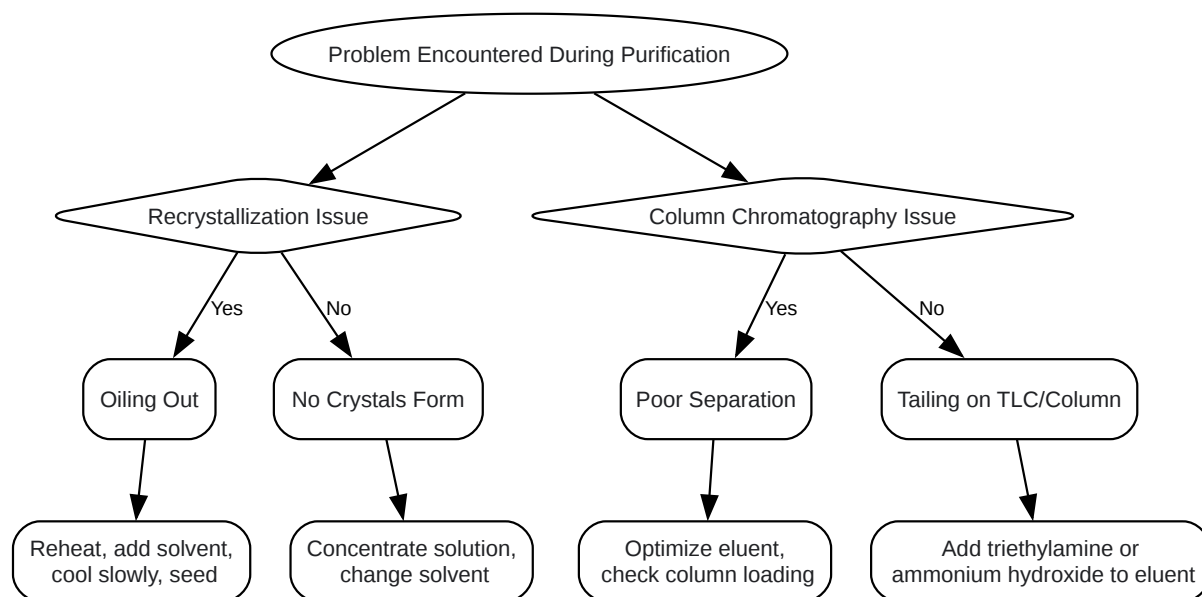 Problem Encountered During Purification
Recrystallization Issue
Column Chromatography Issue
Yes
No
Yes
No
Oiling Out
No Crystals Form
Poor Separation
Tailing on TLC/Column
Reheat, add solvent,
cool slowly, seed
Concentrate solution,
change solvent
Optimize eluent,
check column loading
Add triethylamine or
ammonium hydroxide to eluent